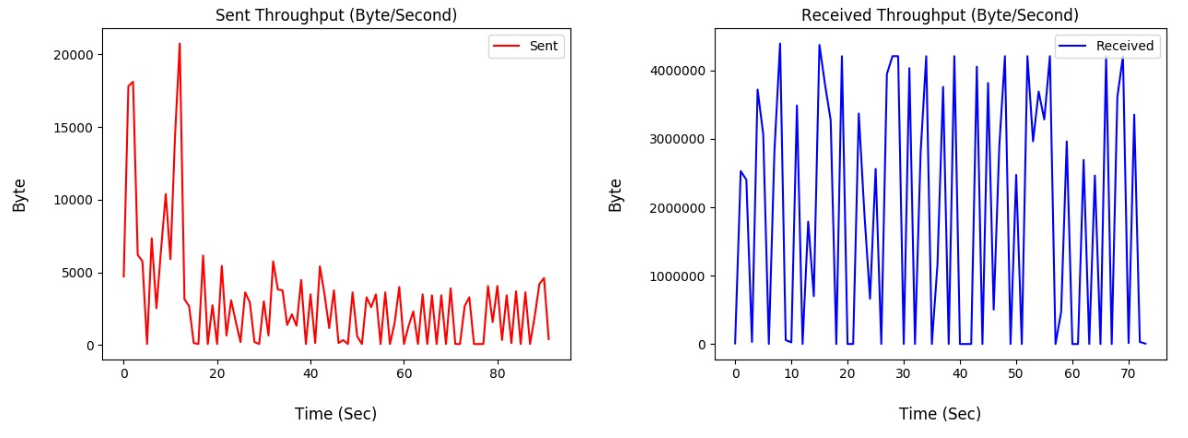 Sent Throughput (Byte/Second)
20000
15000
10000
5000
0
Byte
Sent
0 20 40 60 80
Time (Sec)
Received Throughput (Byte/Second)
4000000
3000000
2000000
1000000
0
Byte
Received
0 10 20 30 40 50 60 70
Time (Sec)